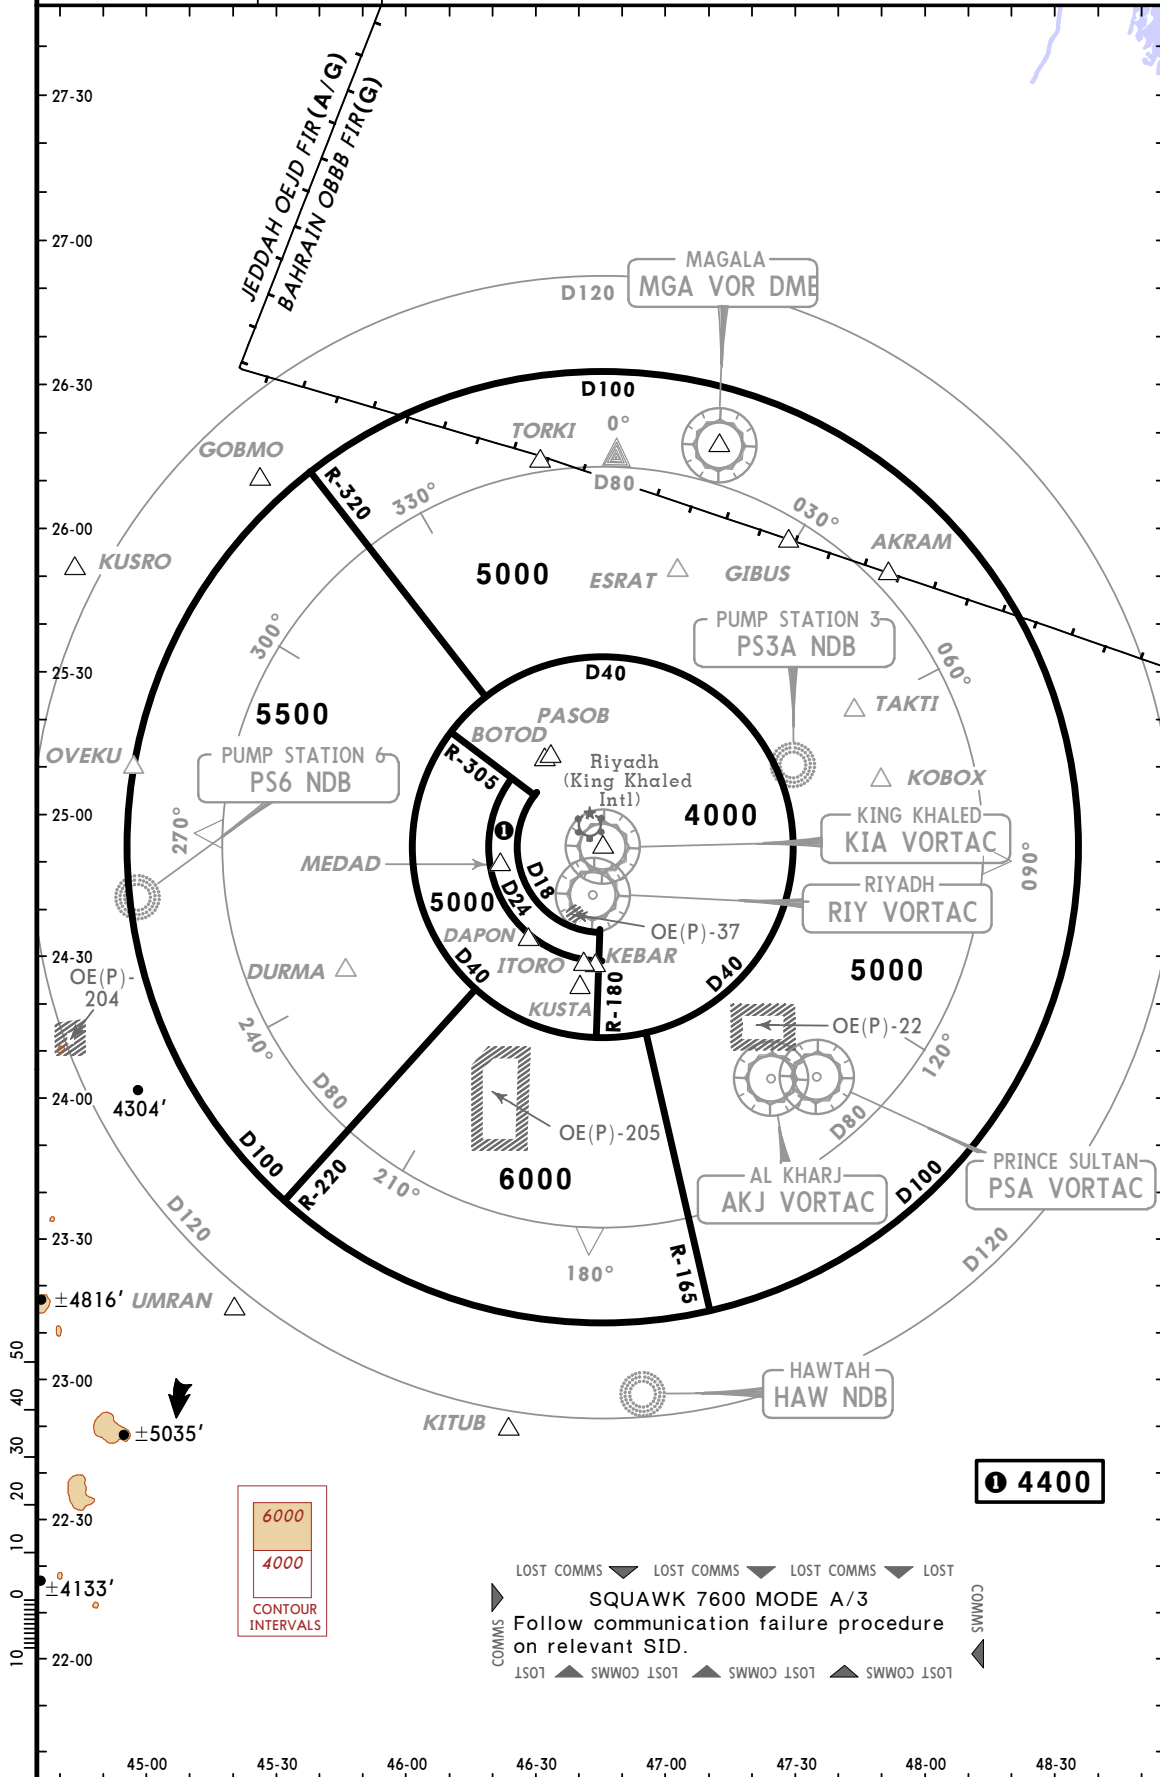 JEDDAH OEJD FIR(A/G)
BAHRAIN OBBB FIR(G)
27-30
27-00
26-30
26-00
25-30
25-00
24-30
24-00
23-30
23-00
22-30
22-00
MAGALA
MGA VOR DME
D120
D100
TORKI
0°
D80
GOBMO
R-320
330°
030°
AKRAM
KUSRO
5000
ESRAT
GIBUS
PUMP STATION 3
PS3A NDB
300°
060°
D40
TAKTI
5500
PASOB
BOTOD
OVEKU
PUMP STATION 6
PS6 NDB
R-305
Riyadh
(King Khaled
Intl)
KOBOX
4000
KING KHALED
KIA VORTAC
270°
1
MEDAD
090°
D18
D24
RIYADH
RIY VORTAC
5000
OE(P)-37
DAPON
ITORO
KEBAR
D40
D40
5000
DURMA
OE(P)-
204
KUSTA
R-180
OE(P)-22
240°
120°
4304'
D80
OE(P)-205
D80
D100
R-220
210°
6000
AL KHARJ
AKJ VORTAC
D100
PRINCE SULTAN
PSA VORTAC
D120
D120
180°
R-165
±4816'
UMRAN
HAWTAH
HAW NDB
KITUB
±5035'
1 4400
6000
4000
CONTOUR
INTERVALS
±4133'
50
40
30
20
10
0
10
LOST COMMS LOST COMMS LOST COMMS LOST
COMMS
SQUAWK 7600 MODE A/3
Follow communication failure procedure
on relevant SID.
COMMS
LOST COMMS LOST COMMS LOST COMMS LOST
45-00
45-30
46-00
46-30
47-00
47-30
48-00
48-30